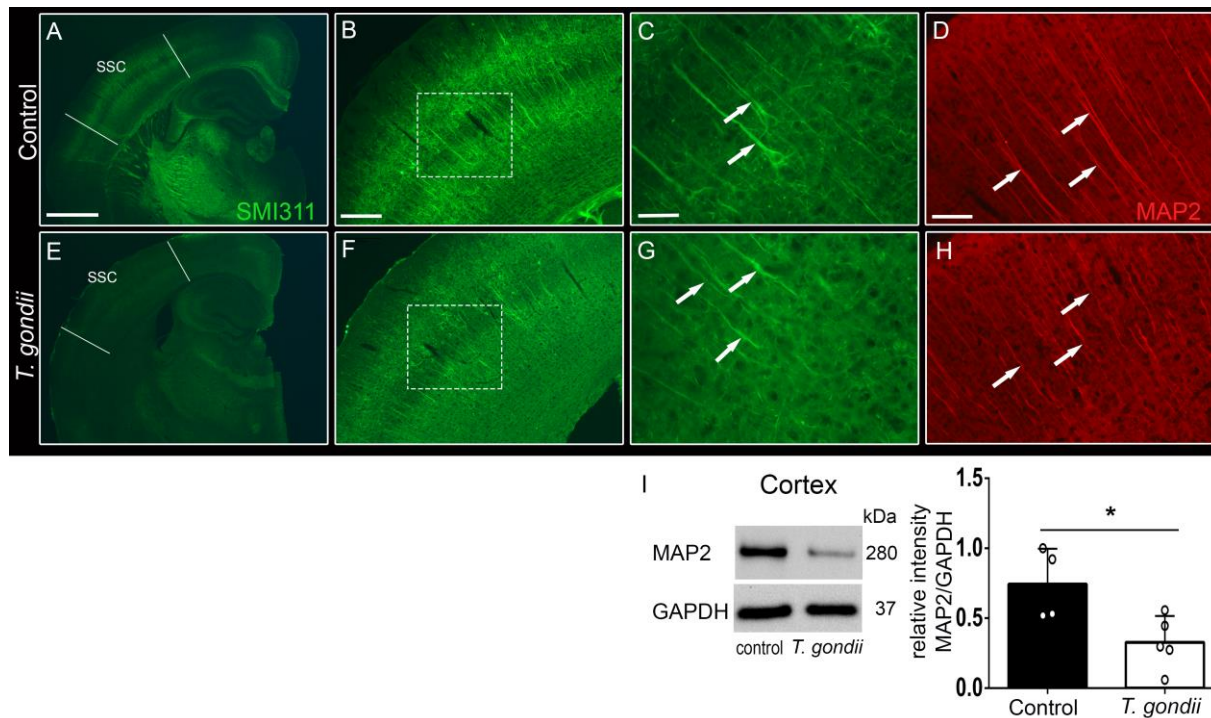 Control
A
SSC
SMI311
B
C
D
MAP2
T. gondii
E
SSC
F
G
H
I
Cortex
kDa
MAP2
280
GAPDH
37
control T. gondii
relative intensity
MAP2/GAPDH
1.5
1.0
0.5
0.0
*
Control
T. gondii